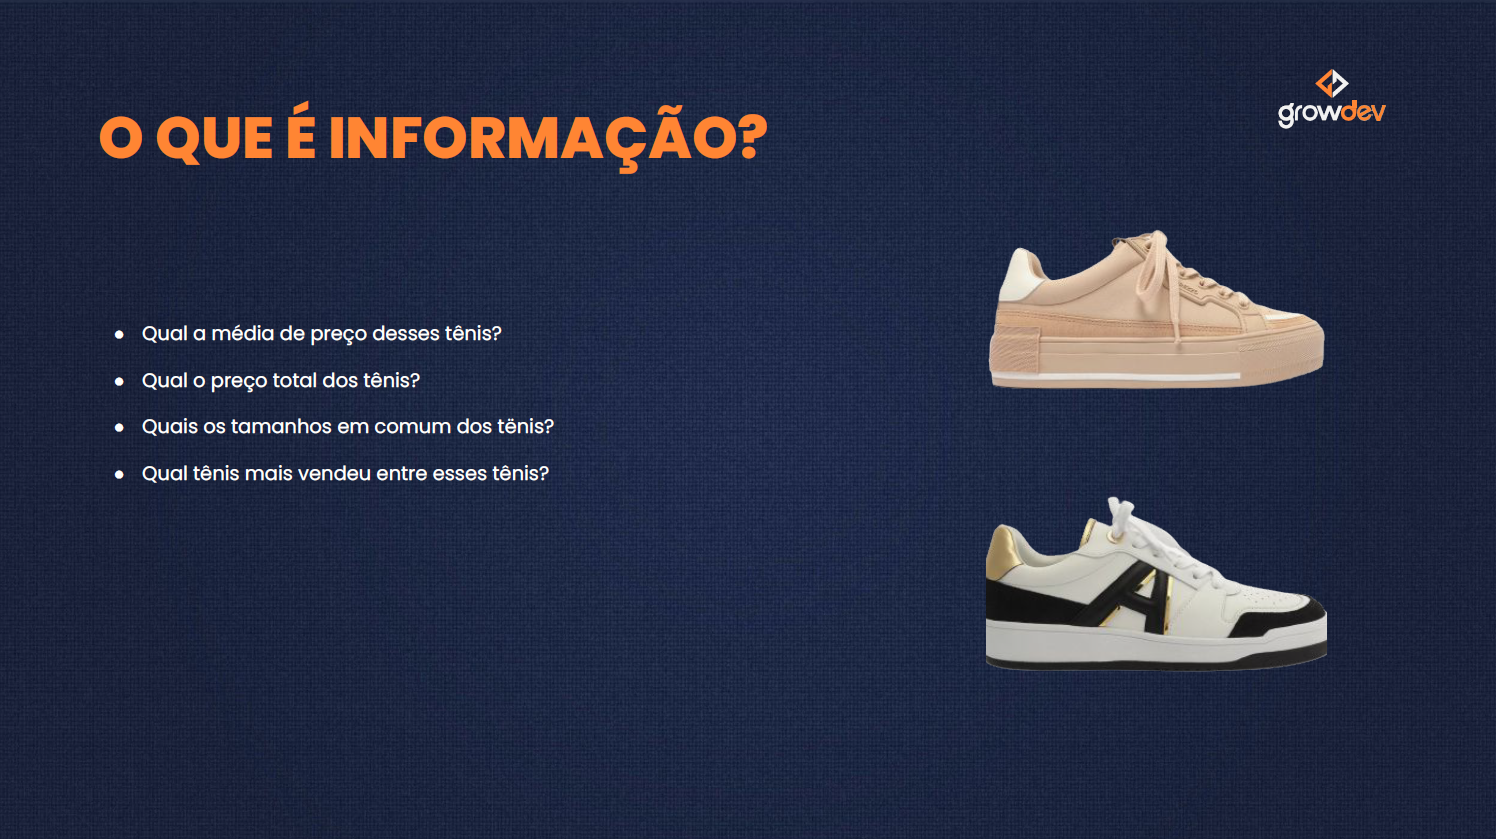 O QUE É INFORMAÇÃO?
growdev
● Qual a média de preço desses tênis?
● Qual o preço total dos tênis?
● Quais os tamanhos em comum dos tënis?
● Qual tênis mais vendeu entre esses tênis?
A